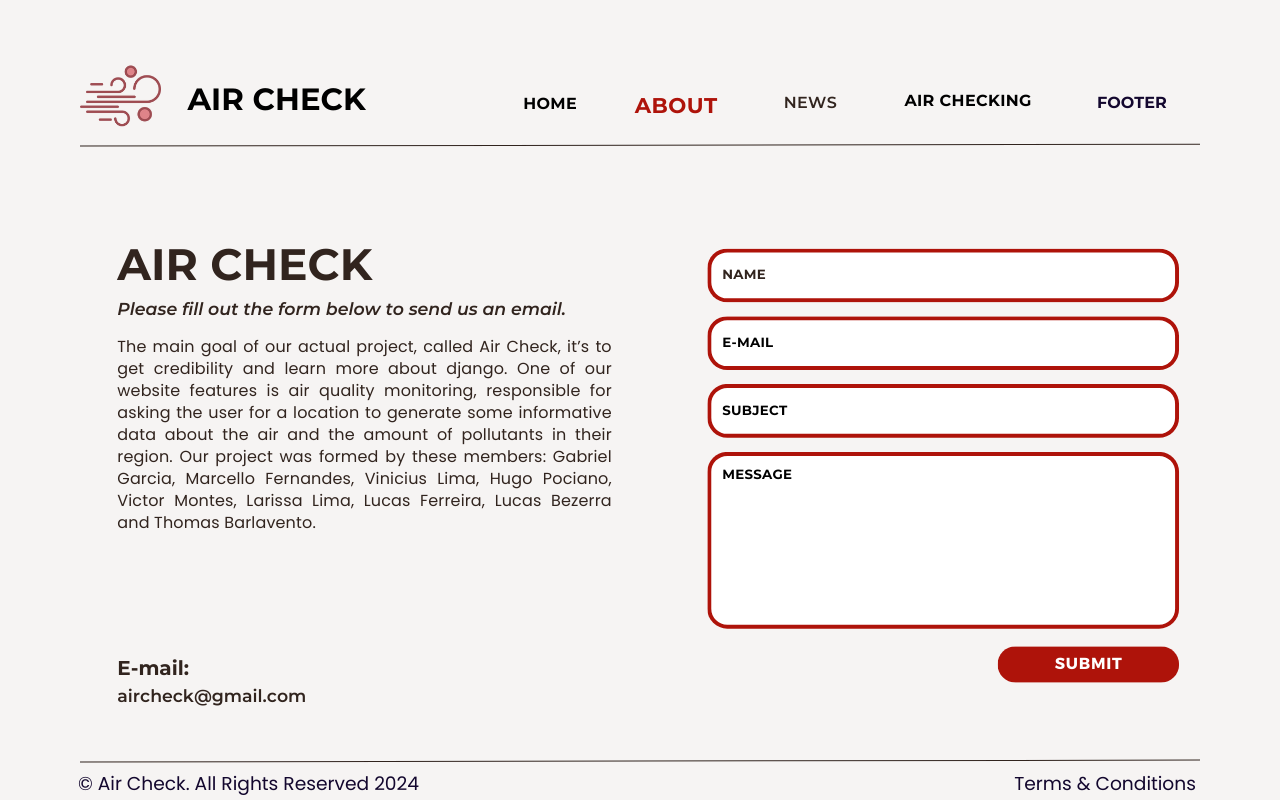 AIR CHECK
HOME
ABOUT
NEWS
AIR CHECKING
FOOTER
AIR CHECK
Please fill out the form below to send us an email.
The main goal of our actual project, called Air Check, it’s to
get credibility and learn more about django. One of our
website features is air quality monitoring, responsible for
asking the user for a location to generate some informative
data about the air and the amount of pollutants in their
region. Our project was formed by these members: Gabriel
Garcia, Marcello Fernandes, Vinicius Lima, Hugo Pociano,
Victor Montes, Larissa Lima, Lucas Ferreira, Lucas Bezerra
and Thomas Barlavento.
E-mail:
aircheck@gmail.com
NAME
E-MAIL
SUBJECT
MESSAGE
SUBMIT
© Air Check. All Rights Reserved 2024
Terms & Conditions